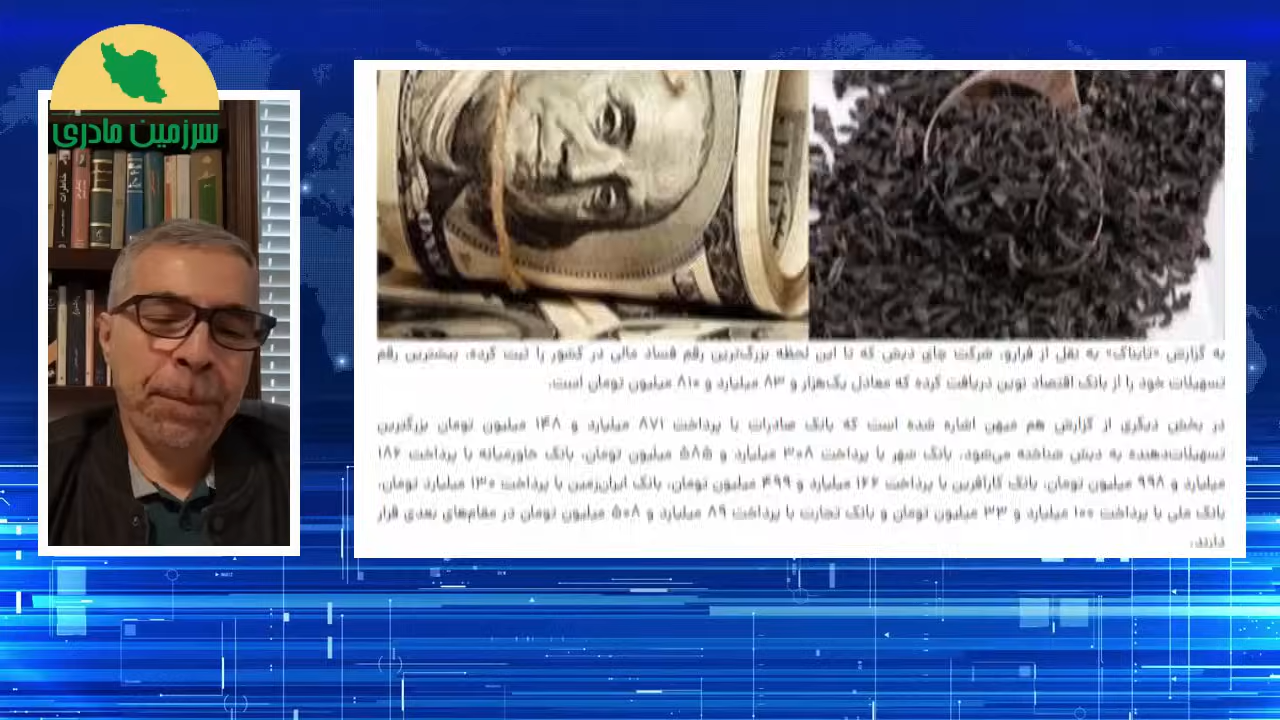 سرزمین مادری
خاطرات
به گزارش «تابناک» به نقل از فرارو، شرکت چای دبش که تا این لحظه بزرگ‌ترین رقم فساد مالی در کشور را ثبت کرده، بیشترین رقم
تسهیلات خود را از بانک اقتصاد نوین دریافت کرده که معادل یک‌هزار و ۸۳ میلیارد و ۸۱۰ میلیون تومان است.
در بخش دیگری از گزارش هم میهن اشاره شده است که بانک صادرات با پرداخت ۸۷۱ میلیارد و ۱۴۸ میلیون تومان بزرگترین
تسهیلات‌دهنده به دبش شناخته می‌شود. بانک شهر با پرداخت ۳۰۸ میلیارد و ۵۸۵ میلیون تومان، بانک خاورمیانه با پرداخت ۱۸۶
میلیارد و ۹۹۸ میلیون تومان، بانک کارآفرین با پرداخت ۱۶۶ میلیارد و ۴۹۹ میلیون تومان، بانک ایران‌زمین با پرداخت ۱۳۰ میلیارد تومان،
بانک ملی با پرداخت ۱۰۰ میلیارد و ۳۳ میلیون تومان و بانک تجارت با پرداخت ۸۹ میلیارد و ۵۰۸ میلیون تومان در مقام‌های بعدی قرار
دارند.